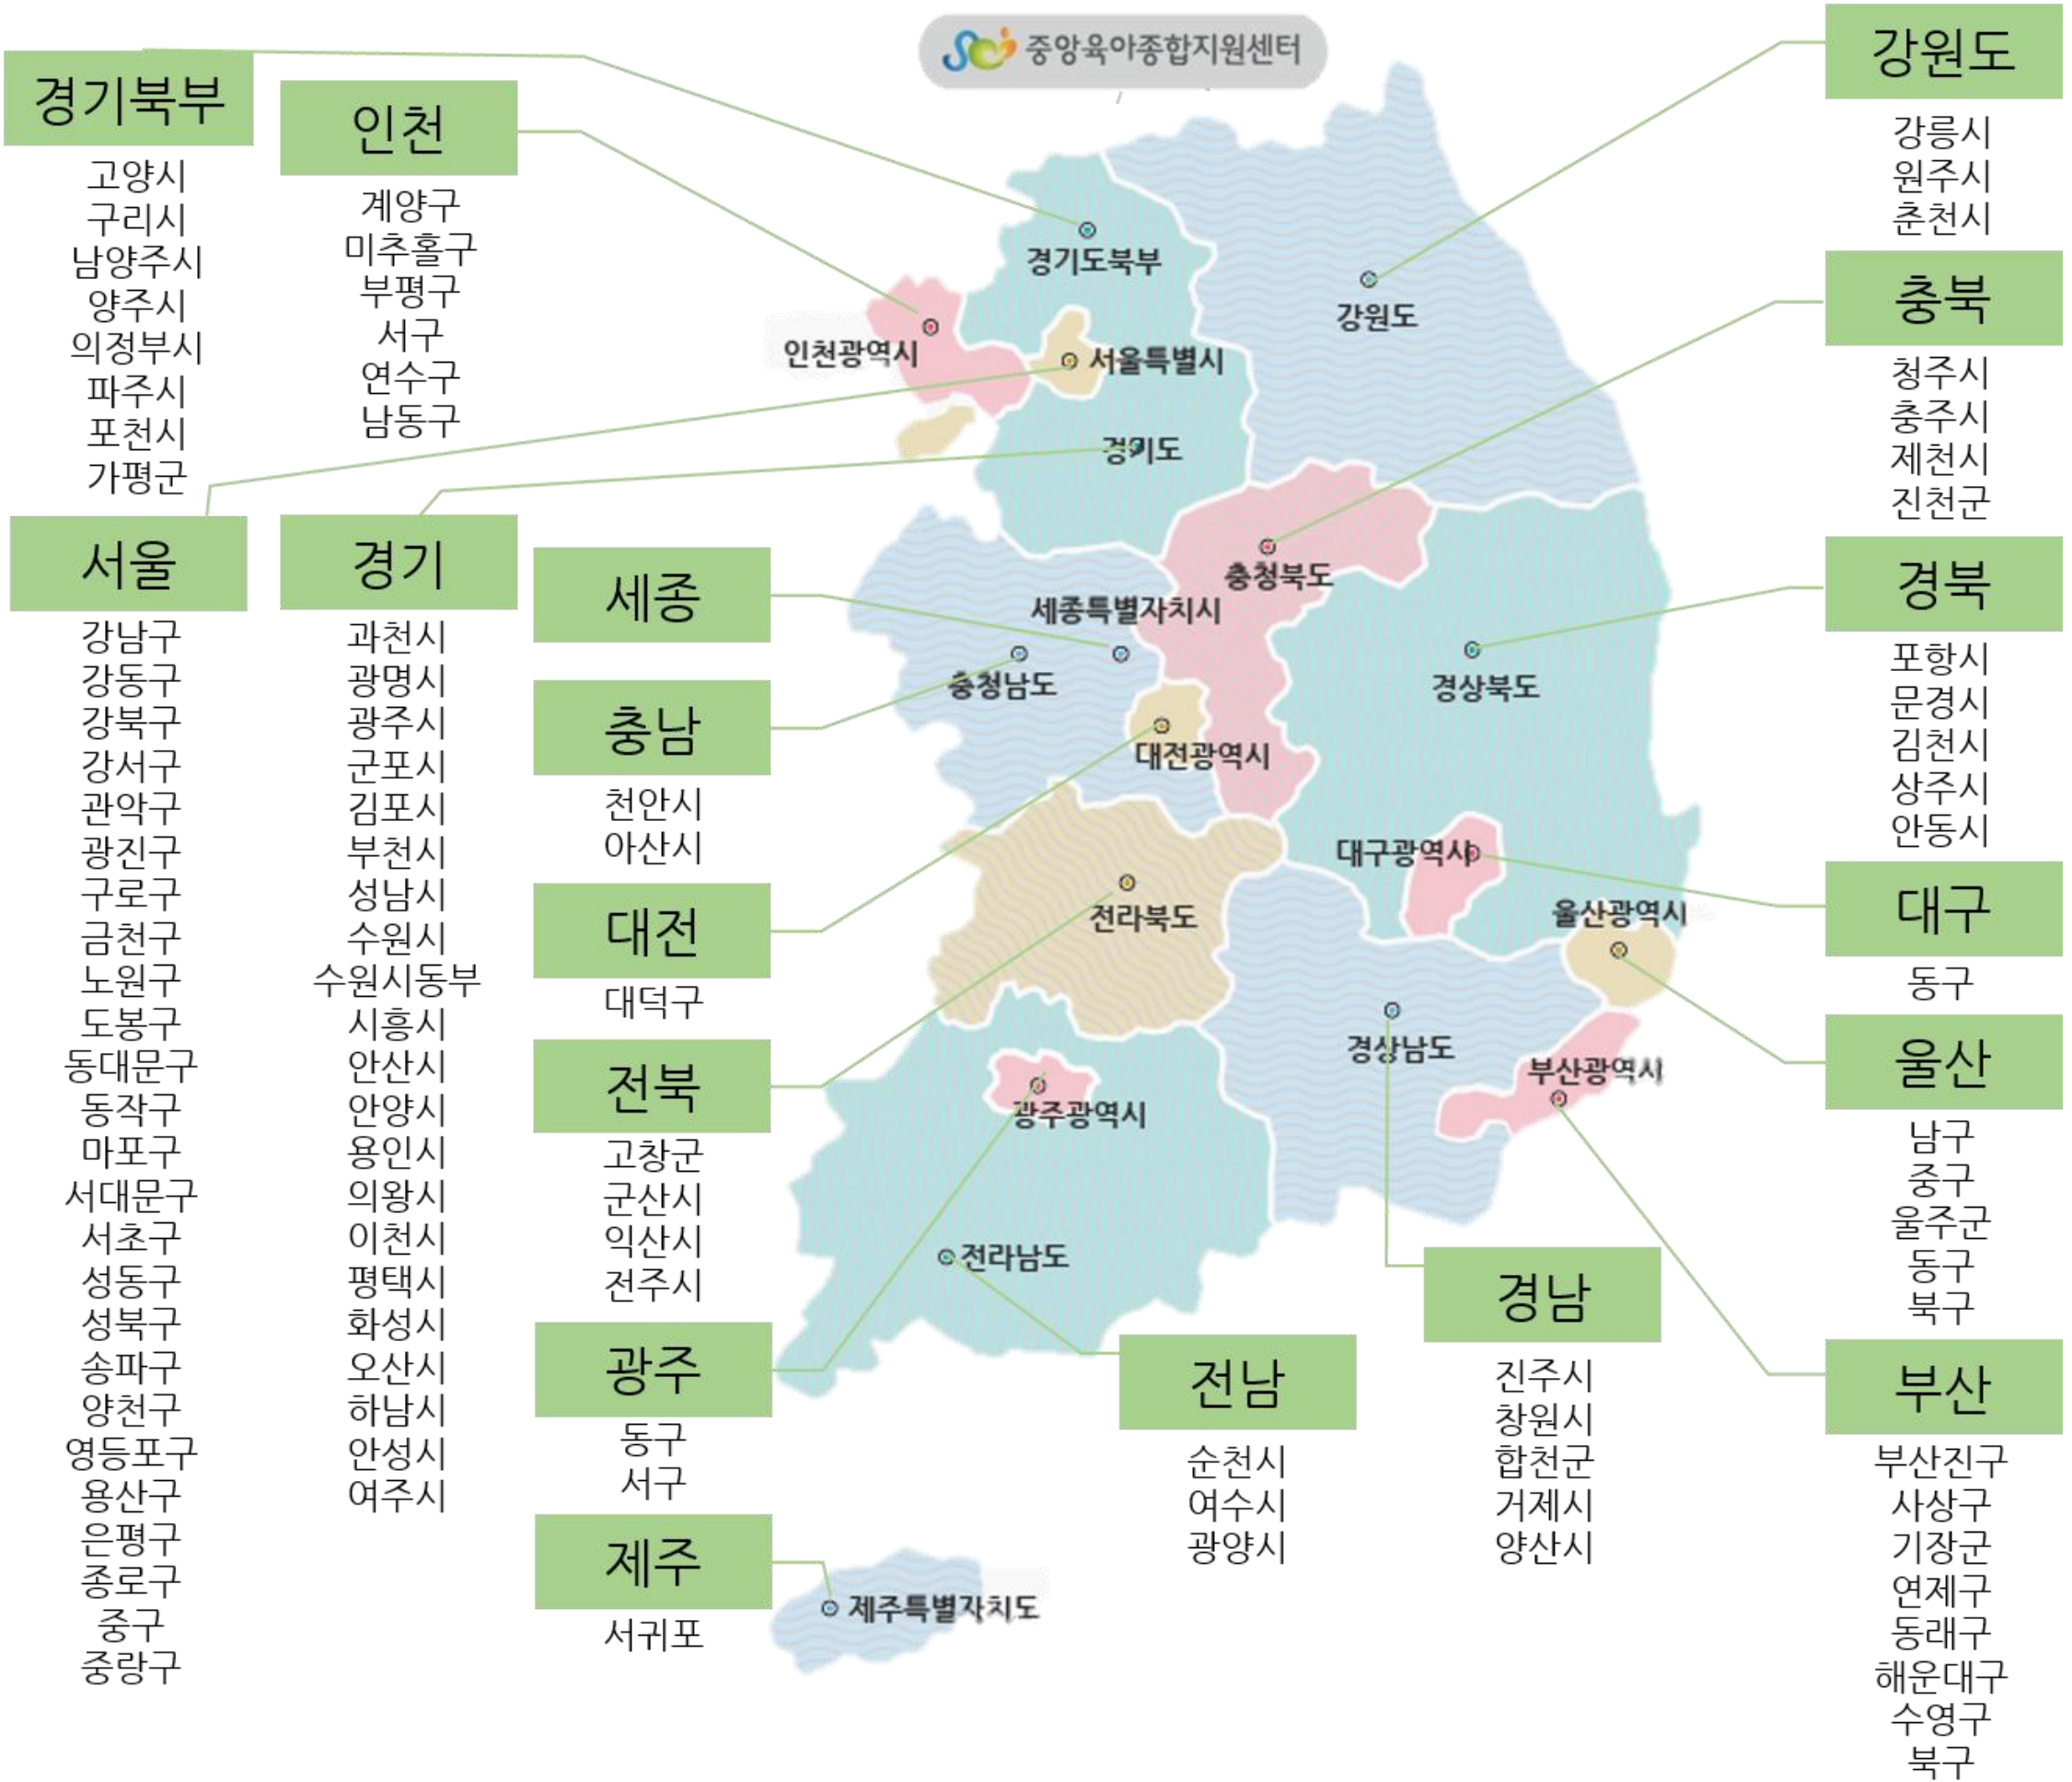 중앙육아종합지원센터
경기북부
고양시
구리시
남양주시
양주시
의정부시
파주시
포천시
가평군
인천
계양구
미추홀구
부평구
서구
연수구
남동구
서울
강남구
강동구
강북구
강서구
관악구
광진구
구로구
금천구
노원구
도봉구
동대문구
동작구
마포구
서대문구
서초구
성동구
성북구
송파구
양천구
영등포구
용산구
은평구
종로구
중구
중랑구
경기
과천시
광명시
광주시
군포시
김포시
부천시
성남시
수원시
수원시동부
시흥시
안산시
안양시
용인시
의왕시
이천시
평택시
화성시
오산시
하남시
안성시
여주시
세종
충남
천안시
아산시
대전
대덕구
전북
고창군
군산시
익산시
전주시
광주
동구
서구
제주
서귀포
경기도북부
강원도
인천광역시
서울특별시
경기도
충청북도
세종특별자치시
충청남도
경상북도
대전광역시
대구광역시
전라북도
울산광역시
경상남도
부산광역시
광주광역시
전라남도
제주특별자치도
전남
순천시
여수시
광양시
경남
진주시
창원시
합천군
거제시
양산시
강원도
강릉시
원주시
춘천시
충북
청주시
충주시
제천시
진천군
경북
포항시
문경시
김천시
상주시
안동시
대구
동구
울산
남구
중구
울주군
동구
북구
부산
부산진구
사상구
기장군
연제구
동래구
해운대구
수영구
북구